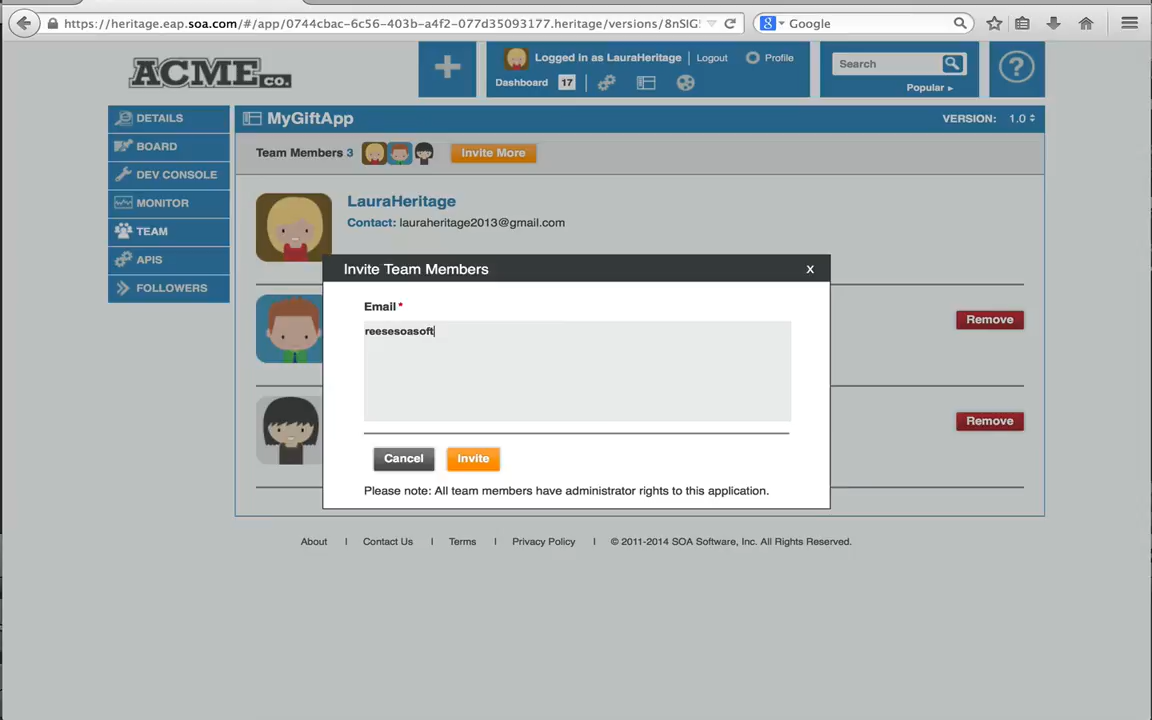 https://heritage.eap.soa.com/#/app/0744cbac-6c56-403b-a4f2-077d35093177.heritage/versions/8nSIG
Google
ACME co.
Logged in as LauraHeritage
Logout
Profile
Dashboard 17
Search
Popular
?
DETAILS
BOARD
DEV CONSOLE
MONITOR
TEAM
APIS
FOLLOWERS
MyGiftApp
VERSION: 1.0
Team Members 3
Invite More
LauraHeritage
Contact: lauraheritage2013@gmail.com
Remove
Remove
Invite Team Members
x
Email *
reesesoasoft
Cancel
Invite
Please note: All team members have administrator rights to this application.
About | Contact Us | Terms | Privacy Policy | © 2011-2014 SOA Software, Inc. All Rights Reserved.